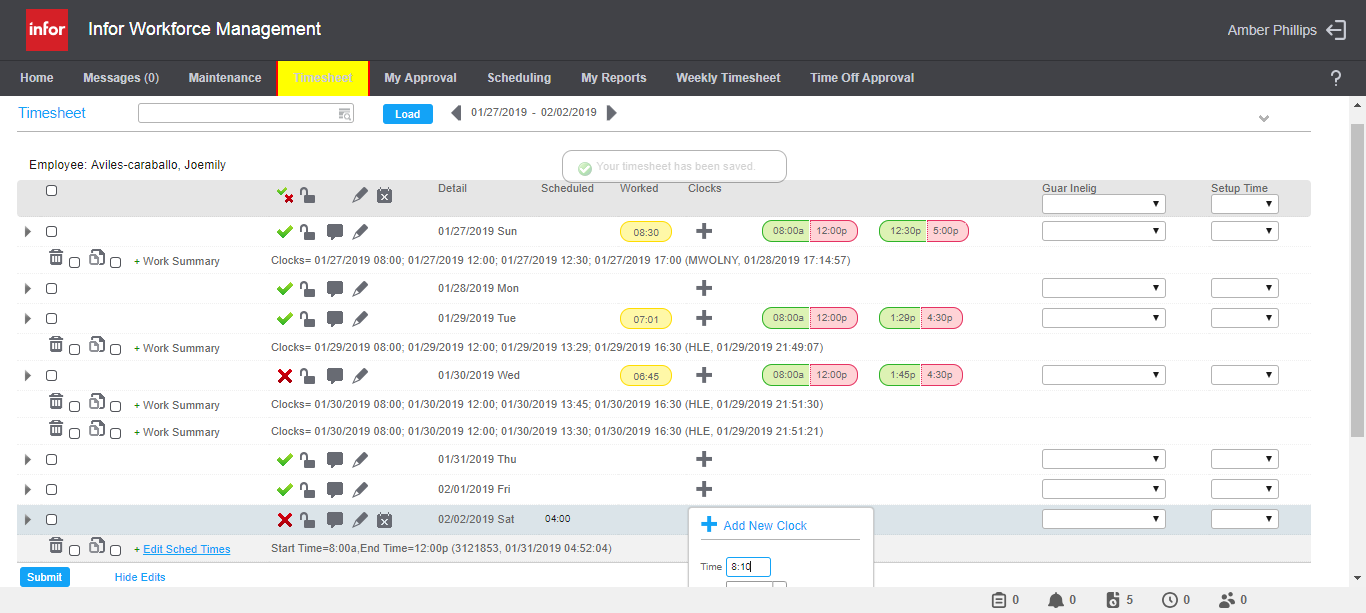 infor Infor Workforce Management Amber Phillips
Home Messages (0) Maintenance Timesheet My Approval Scheduling My Reports Weekly Timesheet Time Off Approval ?
Timesheet Load 01/27/2019 - 02/02/2019
Employee: Aviles-caraballo, Joemily
Your timesheet has been saved.
Detail Scheduled Worked Clocks Guar Inelig Setup Time
01/27/2019 Sun 08:30 08:00a 12:00p 12:30p 5:00p
+ Work Summary Clocks= 01/27/2019 08:00; 01/27/2019 12:00; 01/27/2019 12:30; 01/27/2019 17:00 (MWOLNY, 01/28/2019 17:14:57)
01/28/2019 Mon
01/29/2019 Tue 07:01 08:00a 12:00p 1:29p 4:30p
+ Work Summary Clocks= 01/29/2019 08:00; 01/29/2019 12:00; 01/29/2019 13:29; 01/29/2019 16:30 (HLE, 01/29/2019 21:49:07)
01/30/2019 Wed 06:45 08:00a 12:00p 1:45p 4:30p
+ Work Summary Clocks= 01/30/2019 08:00; 01/30/2019 12:00; 01/30/2019 13:45; 01/30/2019 16:30 (HLE, 01/29/2019 21:51:30)
+ Work Summary Clocks= 01/30/2019 08:00; 01/30/2019 12:00; 01/30/2019 13:30; 01/30/2019 16:30 (HLE, 01/29/2019 21:51:21)
01/31/2019 Thu
02/01/2019 Fri
02/02/2019 Sat 04:00
Add New Clock
+ Edit Sched Times Start Time=8:00a,End Time=12:00p (3121853, 01/31/2019 04:52:04)
Time 8:10
Submit Hide Edits
0 0 5 0 0